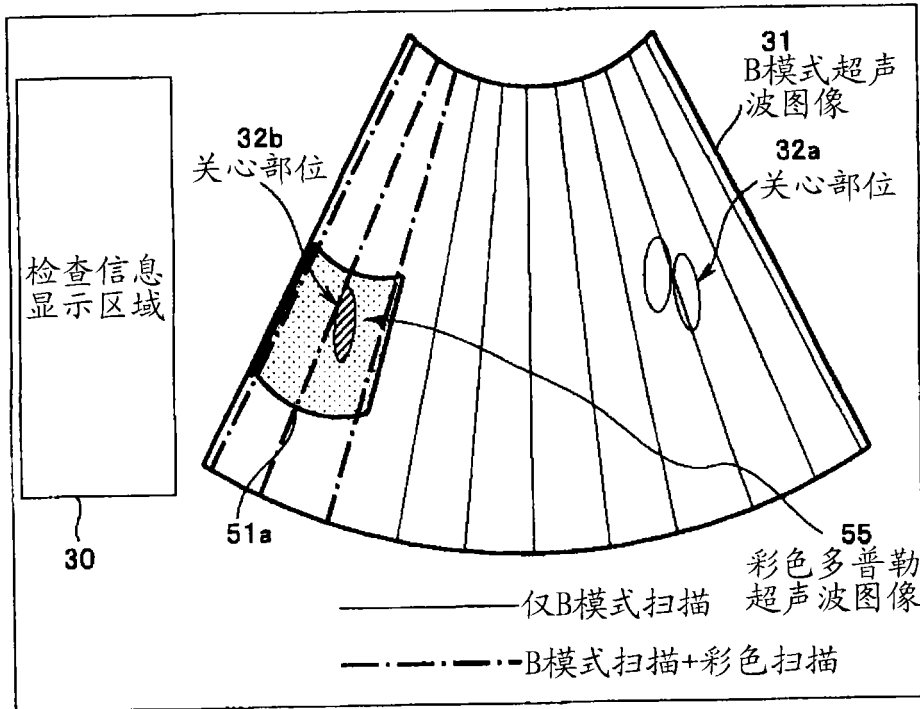 31
B模式超声
波图像
32b
关心部位
32a
关心部位
检查信息
显示区域
30
51a
55
彩色多普勒
超声波图像
仅B模式扫描
B模式扫描+彩色扫描